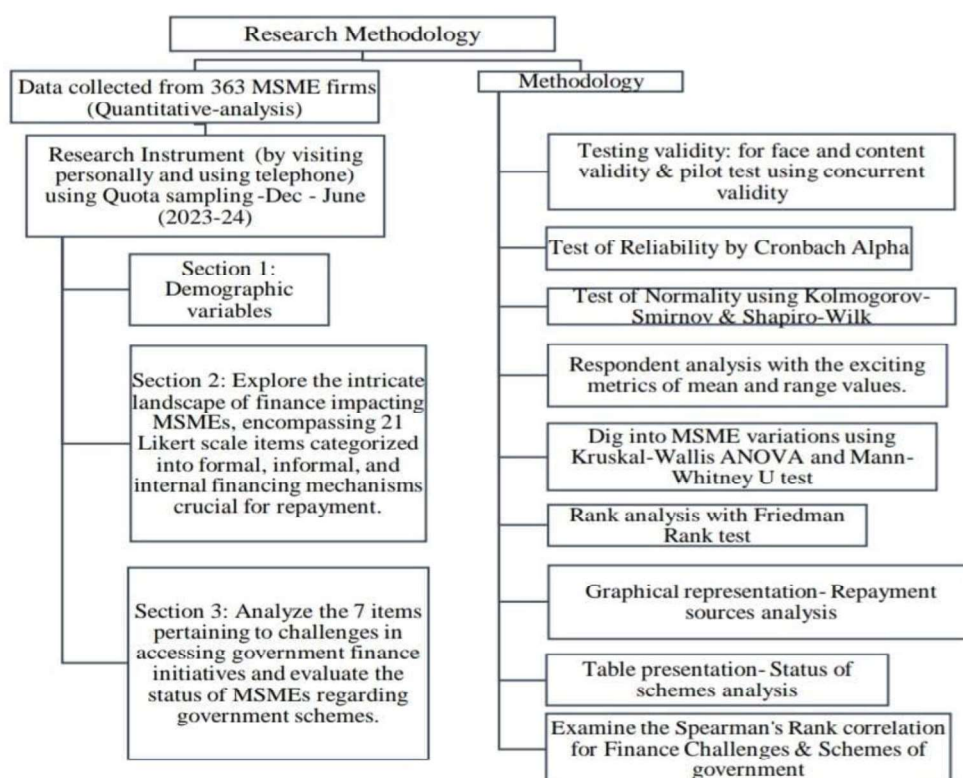 Research Methodology
Data collected from 363 MSME firms
(Quantitative-analysis)
Research Instrument (by visiting
personally and using telephone)
using Quota sampling -Dec - June
(2023-24)
Section 1:
Demographic
variables
Section 2: Explore the intricate
landscape of finance impacting
MSMEs, encompassing 21
Likert scale items categorized
into formal, informal, and
internal financing mechanisms
crucial for repayment.
Section 3: Analyze the 7 items
pertaining to challenges in
accessing government finance
initiatives and evaluate the
status of MSMEs regarding
government schemes.
Methodology
Testing validity: for face and content
validity & pilot test using concurrent
validity
Test of Reliability by Cronbach Alpha
Test of Normality using Kolmogorov-
Smirnov & Shapiro-Wilk
Respondent analysis with the exciting
metrics of mean and range values.
Dig into MSME variations using
Kruskal-Wallis ANOVA and Mann-
Whitney U test
Rank analysis with Friedman
Rank test
Graphical representation- Repayment
sources analysis
Table presentation- Status of
schemes analysis
Examine the Spearman's Rank correlation
for Finance Challenges & Schemes of
government